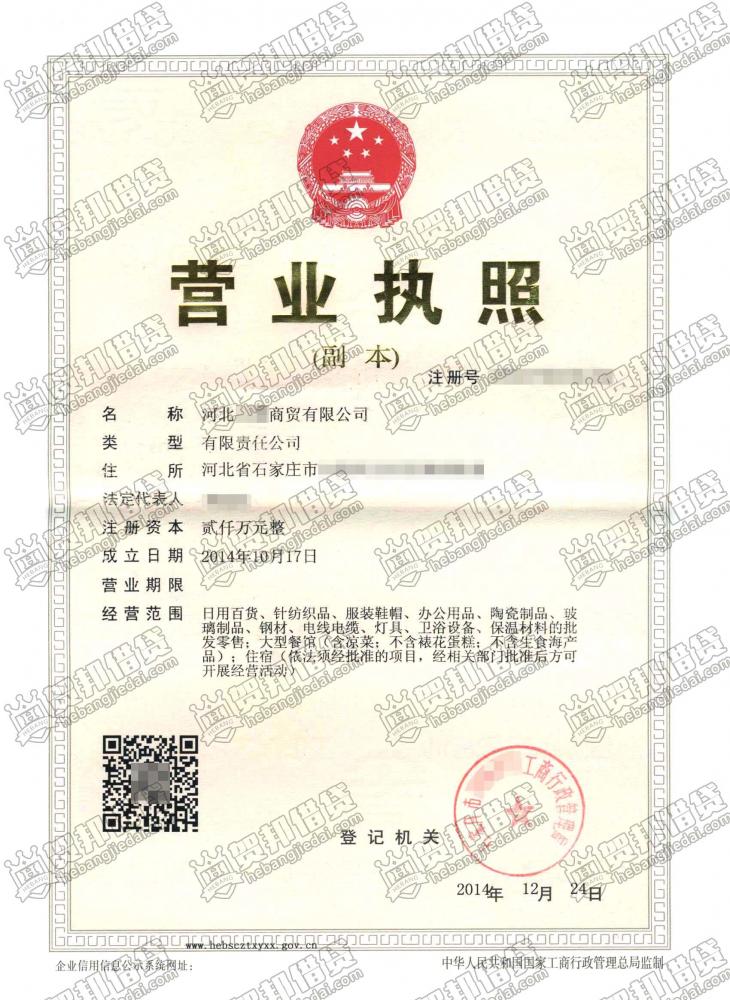 营业执照
(副 本)
注册号
名 称 河北 商贸有限公司
类 型 有限责任公司
住 所 河北省石家庄市
法定代表人
注册资本 贰仟万元整
成立日期 2014年10月17日
营业期限
经营范围 日用百货、针纺织品、服装鞋帽、办公用品、陶瓷制品、玻
璃制品、钢材、电线电缆、灯具、卫浴设备、保温材料的批
发零售；大型餐馆（含凉菜；不含裱花蛋糕；不含生食海产
品）；住宿（依法须经批准的项目，经相关部门批准后方可
开展经营活动）
工商行政管理局
登记机关
2014年 12月 24日
www.hebscztxyxx.gov.cn
企业信用信息公示系统网址：
中华人民共和国国家工商行政管理总局监制
贺邦借贷
HEBANG
hebangjiedai.com